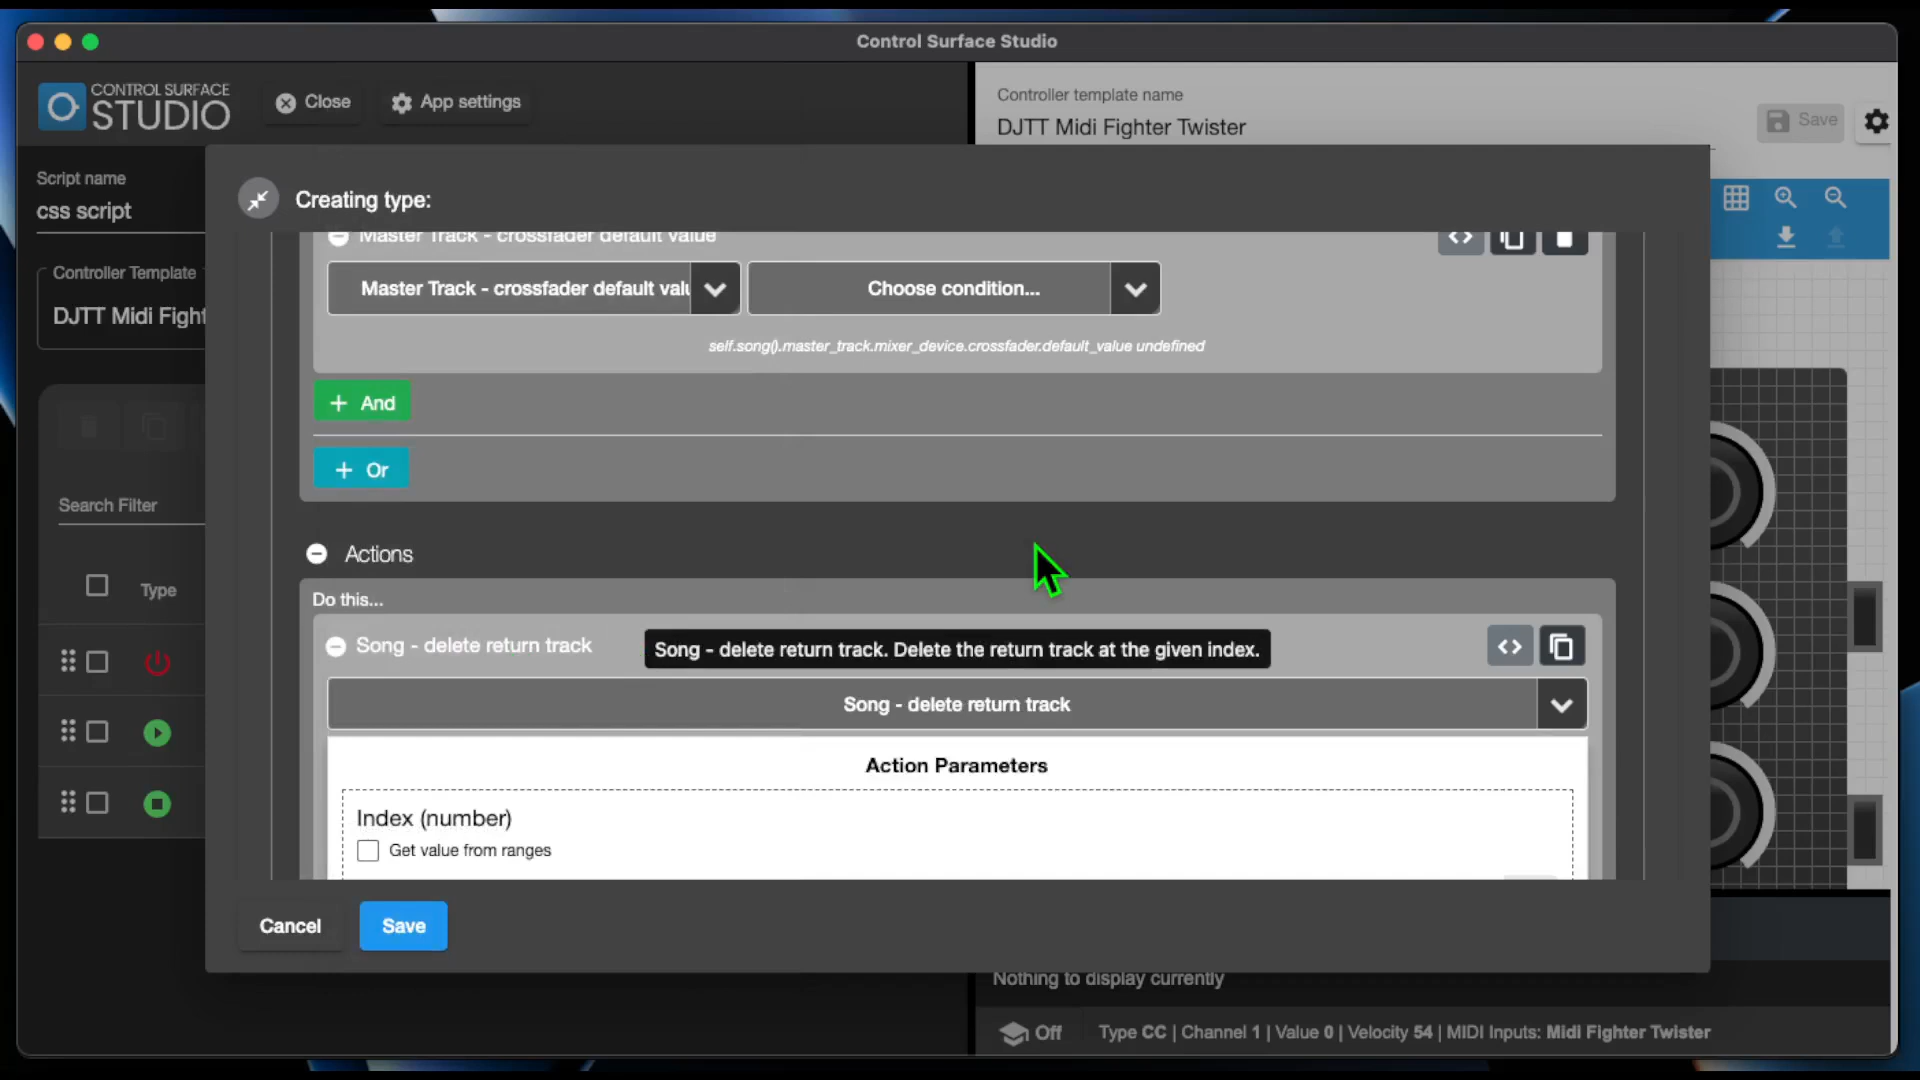 Control Surface Studio
CONTROL SURFACE
STUDIO
Close
App settings
Controller template name
DJTT Midi Fighter Twister
Save
Script name
css script
Controller Template
DJTT Midi Fight
Search Filter
Type
Creating type:
Master Track - crossfader default value
Master Track - crossfader default valu
Choose condition...
self.song().master_track.mixer_device.crossfader.default_value undefined
+ And
+ Or
Actions
Do this...
Song - delete return track
Song - delete return track. Delete the return track at the given index.
Song - delete return track
Action Parameters
Index (number)
Get value from ranges
Cancel
Save
Nothing to display currently
Off
Type CC | Channel 1 | Value 0 | Velocity 54 | MIDI Inputs: Midi Fighter Twister